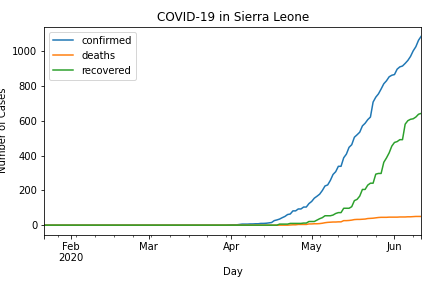 COVID-19 in Sierra Leone
confirmed
deaths
recovered
1000
800
600
400
200
0
Number of Cases
Feb
2020
Mar
Apr
May
Jun
Day